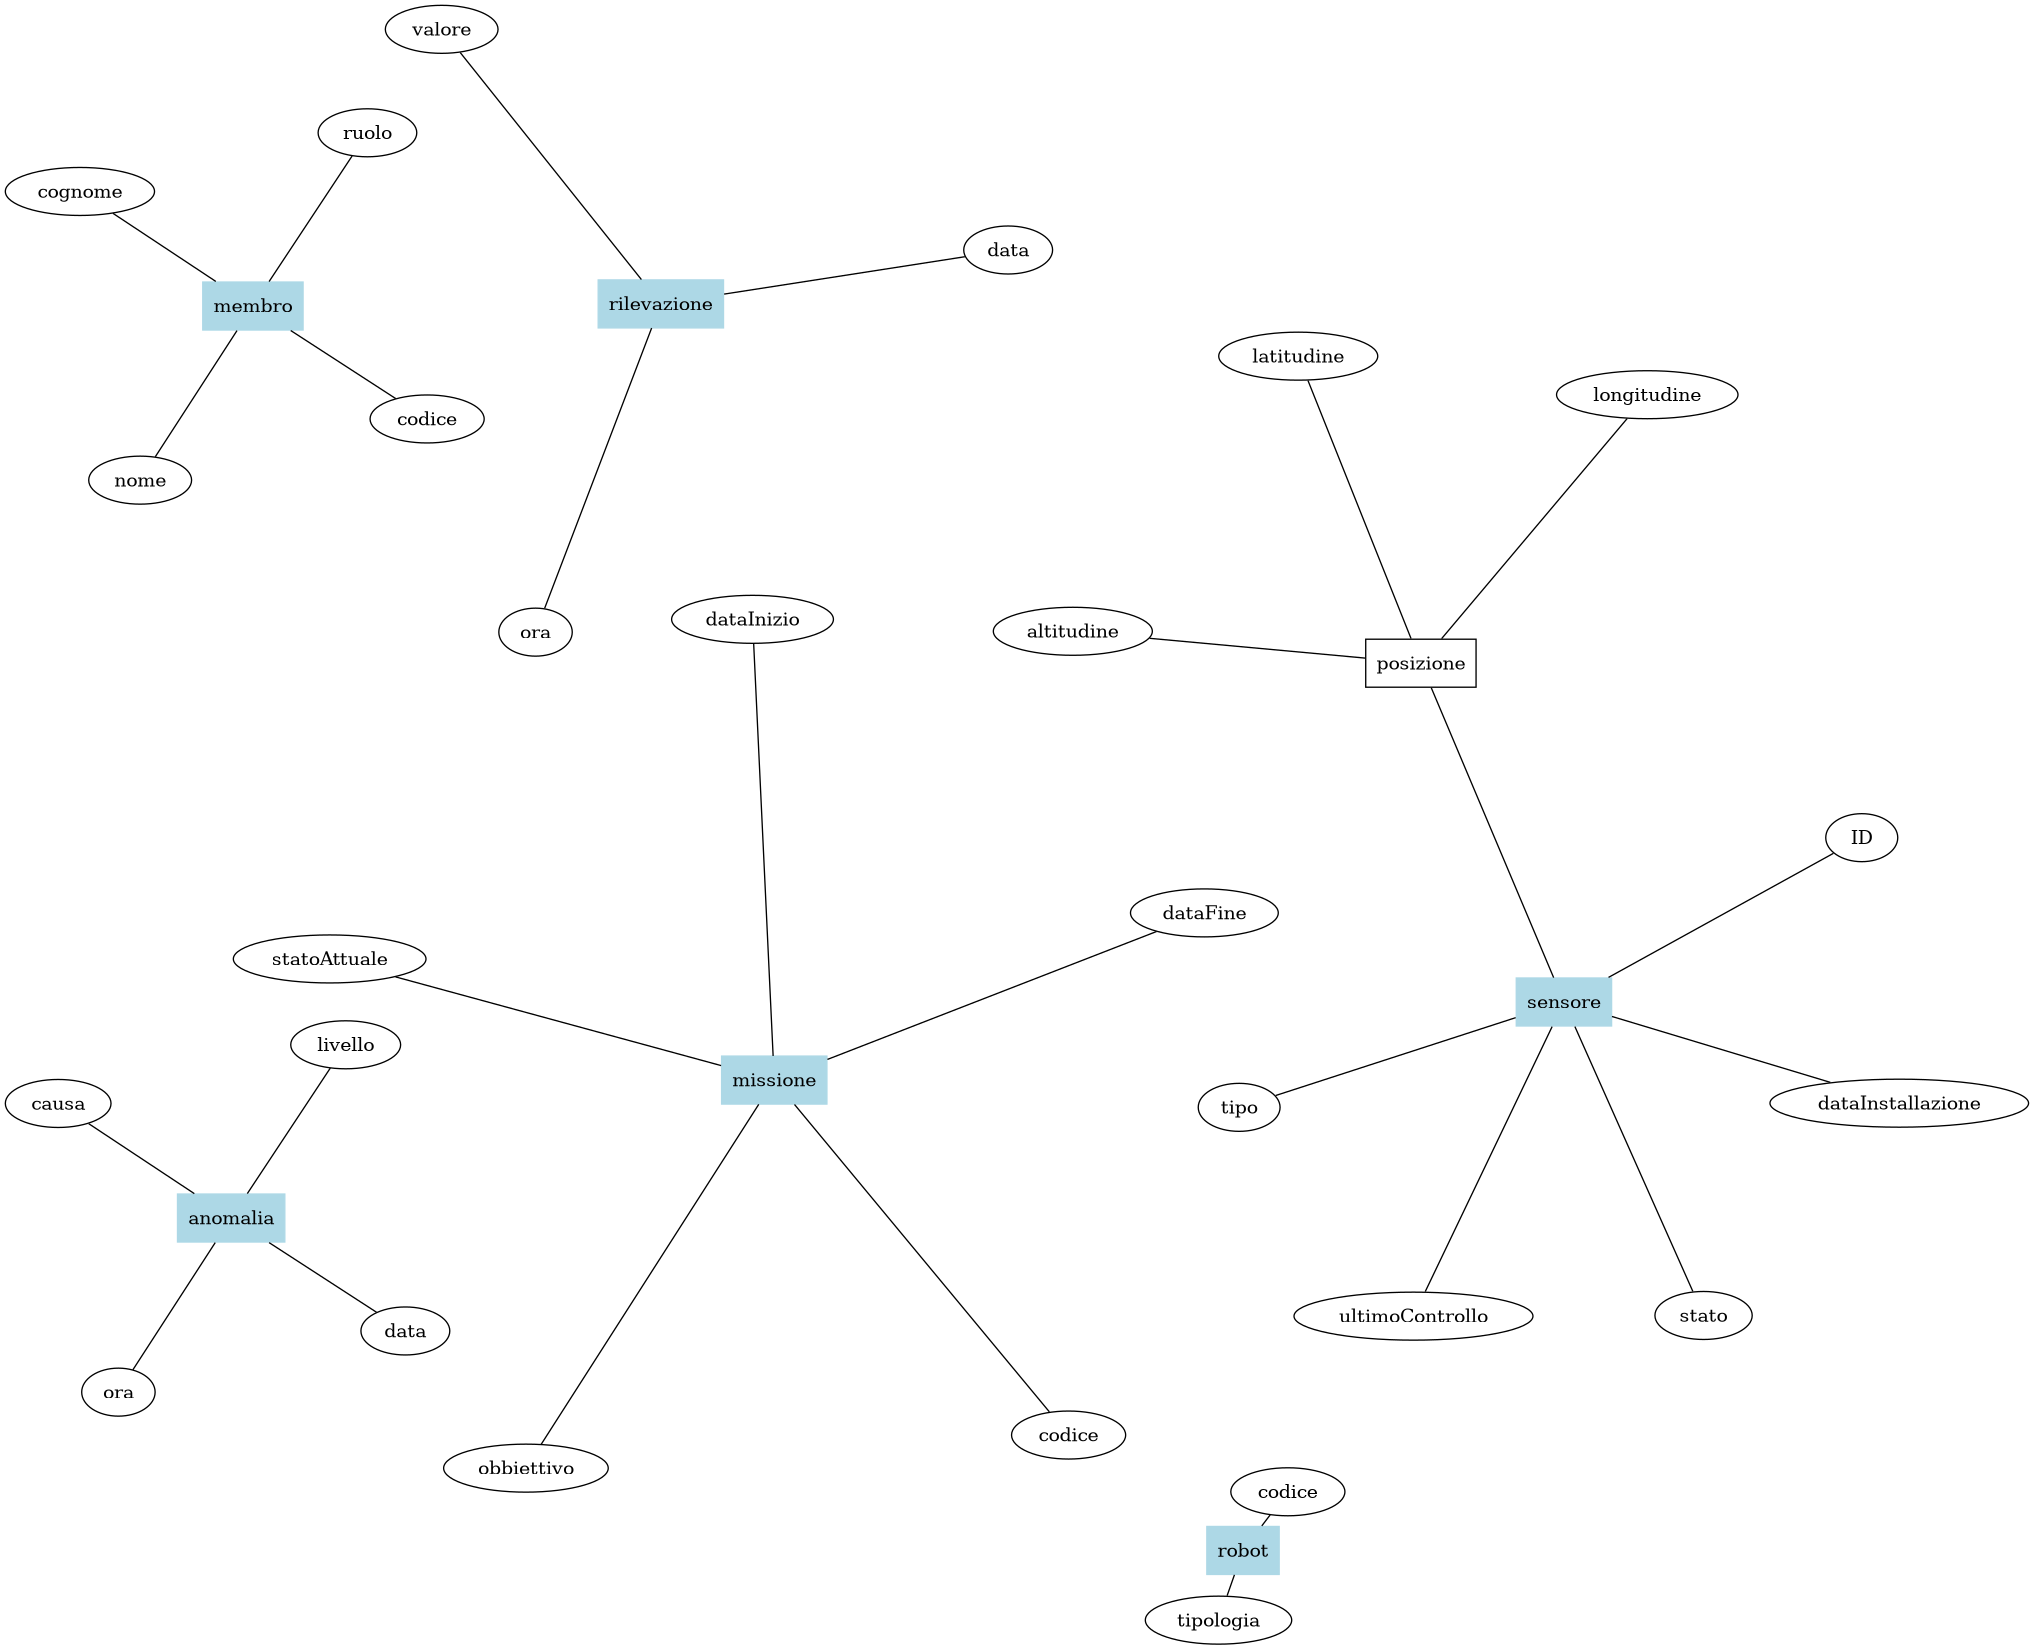 valore
ruolo
cognome
data
membro
rilevazione
latitudine
longitudine
codice
nome
dataInizio
ora
altitudine
posizione
ID
dataFine
statoAttuale
sensore
livello
missione
causa
tipo
dataInstallazione
anomalia
ultimoControllo
stato
data
ora
codice
obbiettivo
codice
robot
tipologia